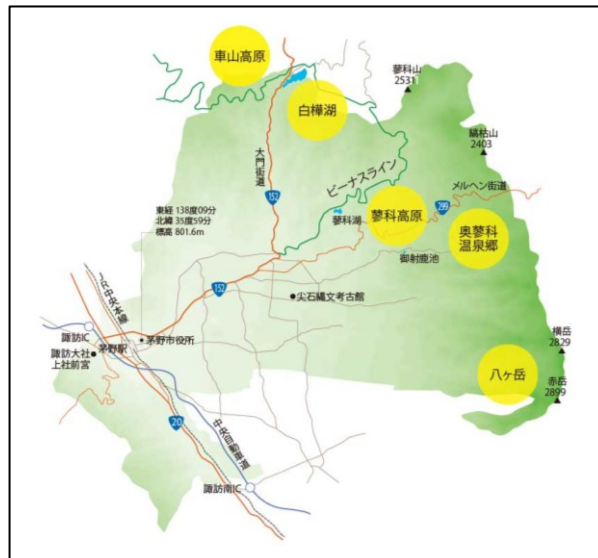 車山高原
白樺湖
蓼科山
2531
縞枯山
2403
大門街道
ビーナスライン
メルヘン街道
152
299
東経 138度09分
北緯 35度59分
標高 801.6m
蓼科湖
蓼科高原
奥蓼科
温泉郷
御射鹿池
152
尖石縄文考古館
JR中央本線
諏訪IC
茅野駅
茅野市役所
諏訪大社
上社前宮
横岳
2829
八ヶ岳
赤岳
2899
20
中央自動車道
諏訪南IC